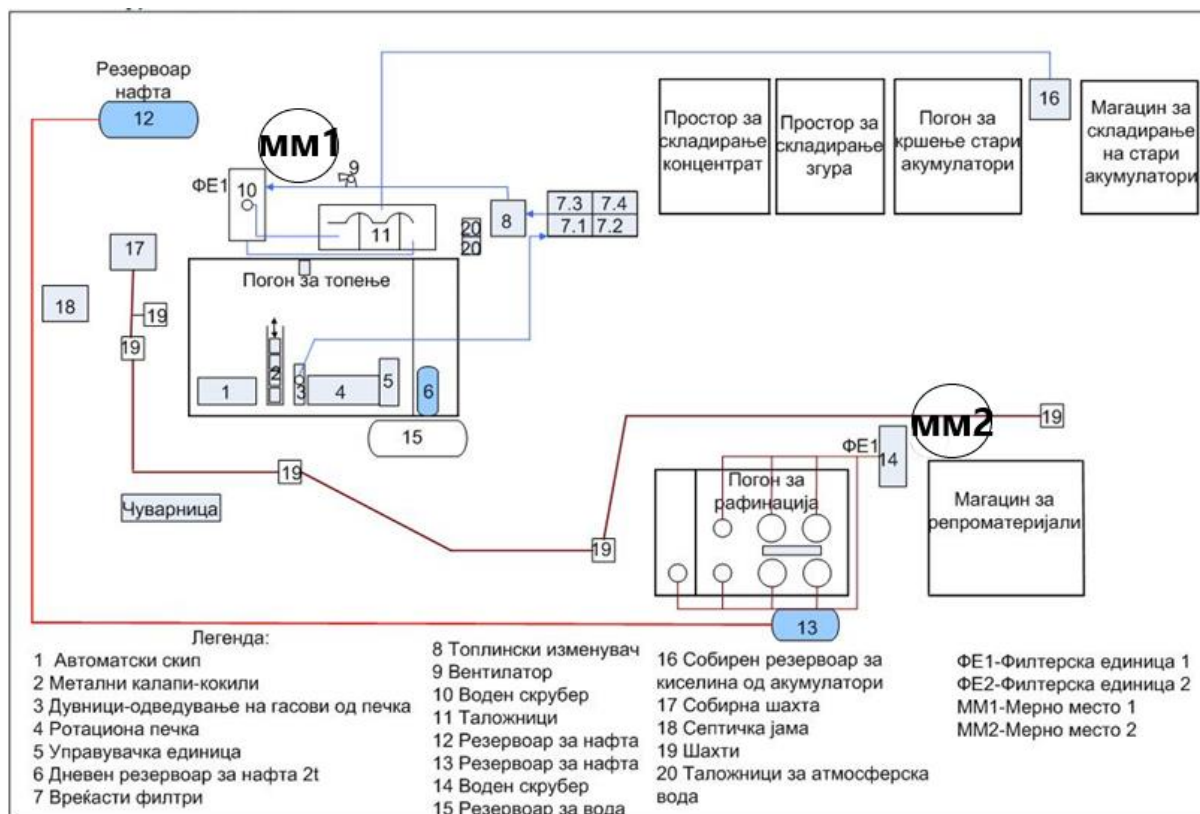 Резервоар
нафта
12
мм1
9
ФЕ1
10
11
8
7.3
7.4
7.1
7.2
20
20
16
Простор за
складирање
концентрат
Простор за
складирање
згура
Погон за
кршење стари
акумулатори
Магацин за
складирање
на стари
акумулатори
17
18
19
19
Погон за топење
1
2
3
4
5
6
15
19
Чуварница
19
мм2
19
ФЕ1
14
Погон за
рафинација
Магацин за
репроматеријали
13
Легенда:
1 Автоматски скип
2 Метални калапи-кокили
3 Дувници-одведување на гасови од печка
4 Ротациона печка
5 Управувачка единица
6 Дневен резервоар за нафта 2t
7 Вреќасти филтри
8 Топлински изменувач
9 Вентилатор
10 Воден скрубер
11 Таложници
12 Резервоар за нафта
13 Резервоар за нафта
14 Воден скрубер
15 Резервоар за вода
16 Собирен резервоар за
киселина од акумулатори
17 Собирна шахта
18 Септичка јама
19 Шахти
20 Таложници за атмосферска
вода
ФЕ1-Филтерска единица 1
ФЕ2-Филтерска единица 2
ММ1-Мерно место 1
ММ2-Мерно место 2